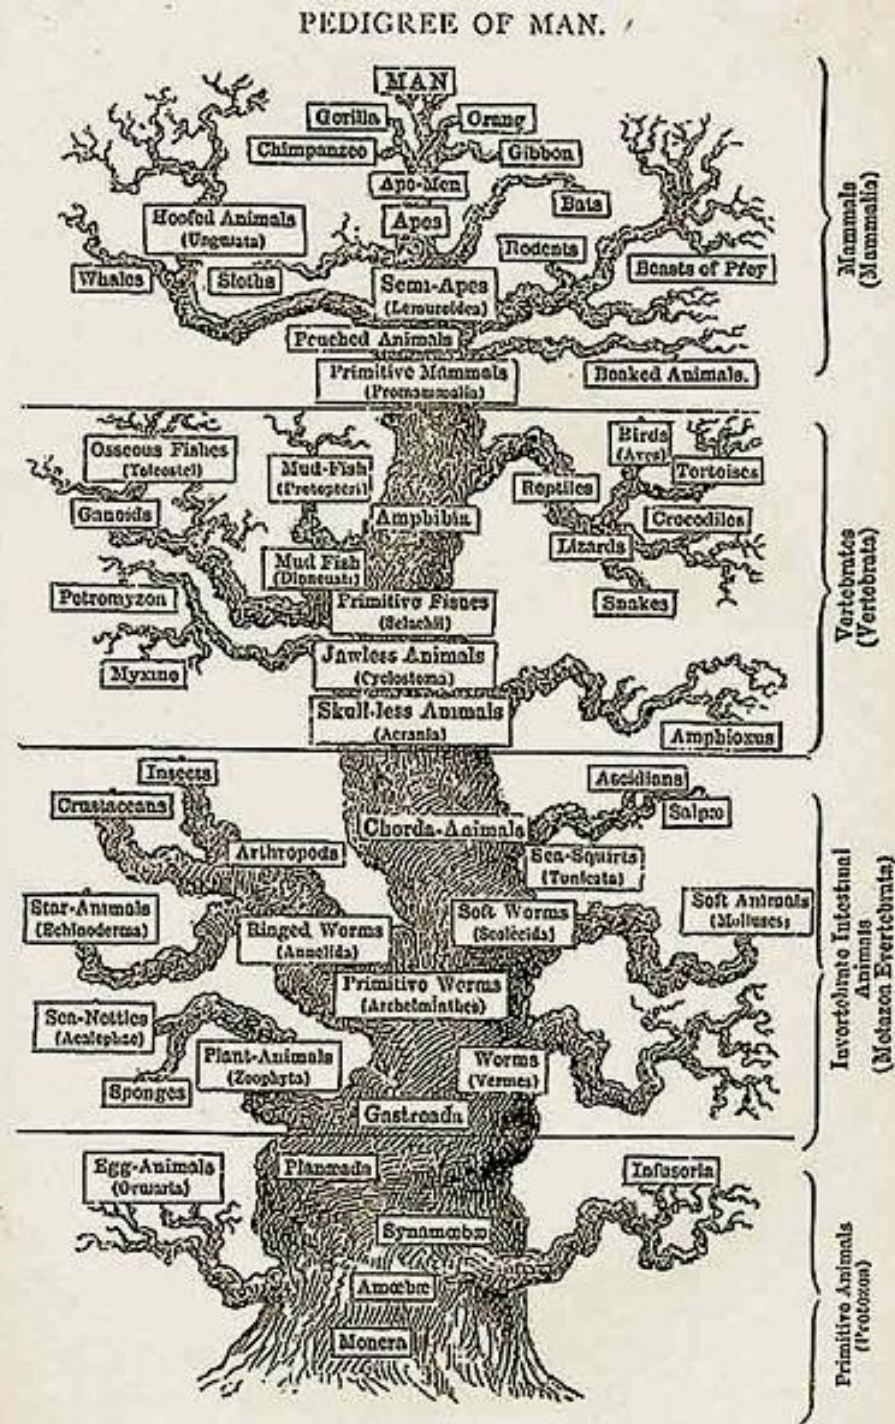 PEDIGREE OF MAN.
MAN
Gorilla
Orang
Chimpanzee
Gibbon
Ape-Men
Bats
Hoofed Animals
(Ungulata)
Apes
Rodents
Whales
Sloths
Semi-Apes
(Lemuroidea)
Beasts of Prey
Pouched Animals
Primitive Mammals
(Promammalia)
Beaked Animals.
Mammals
(Mammalia)
Osseous Fishes
(Teleostei)
Mud-Fish
(Protopteri)
Birds
(Aves)
Tortoises
Reptiles
Ganoids
Amphibia
Crocodiles
Lizards
Mud Fish
(Dipneusti)
Petromyzon
Primitive Fishes
(Selachii)
Snakes
Jawless Animals
(Cyclostoma)
Myxine
Skull-less Animals
(Acrania)
Amphioxus
Vertebrates
(Vertebrata)
Insects
Ascidians
Crustaceans
Salpæ
Chorda-Animals
Arthropods
Sea-Squirts
(Tunicata)
Star-Animals
(Echinoderma)
Ringed Worms
(Annelida)
Soft Worms
(Scolecida)
Soft Animals
(Molluscs)
Primitive Worms
(Archelminthes)
Sea-Nettles
(Acalephae)
Plant-Animals
(Zoophyta)
Worms
(Vermes)
Sponges
Gastreada
Invertebrate Intestinal
Animals
(Metazoa Evertebrata)
Egg-Animals
(Ovularia)
Planæada
Infusoria
Synamœbæ
Amœbæ
Monera
Primitive Animals
(Protozoa)